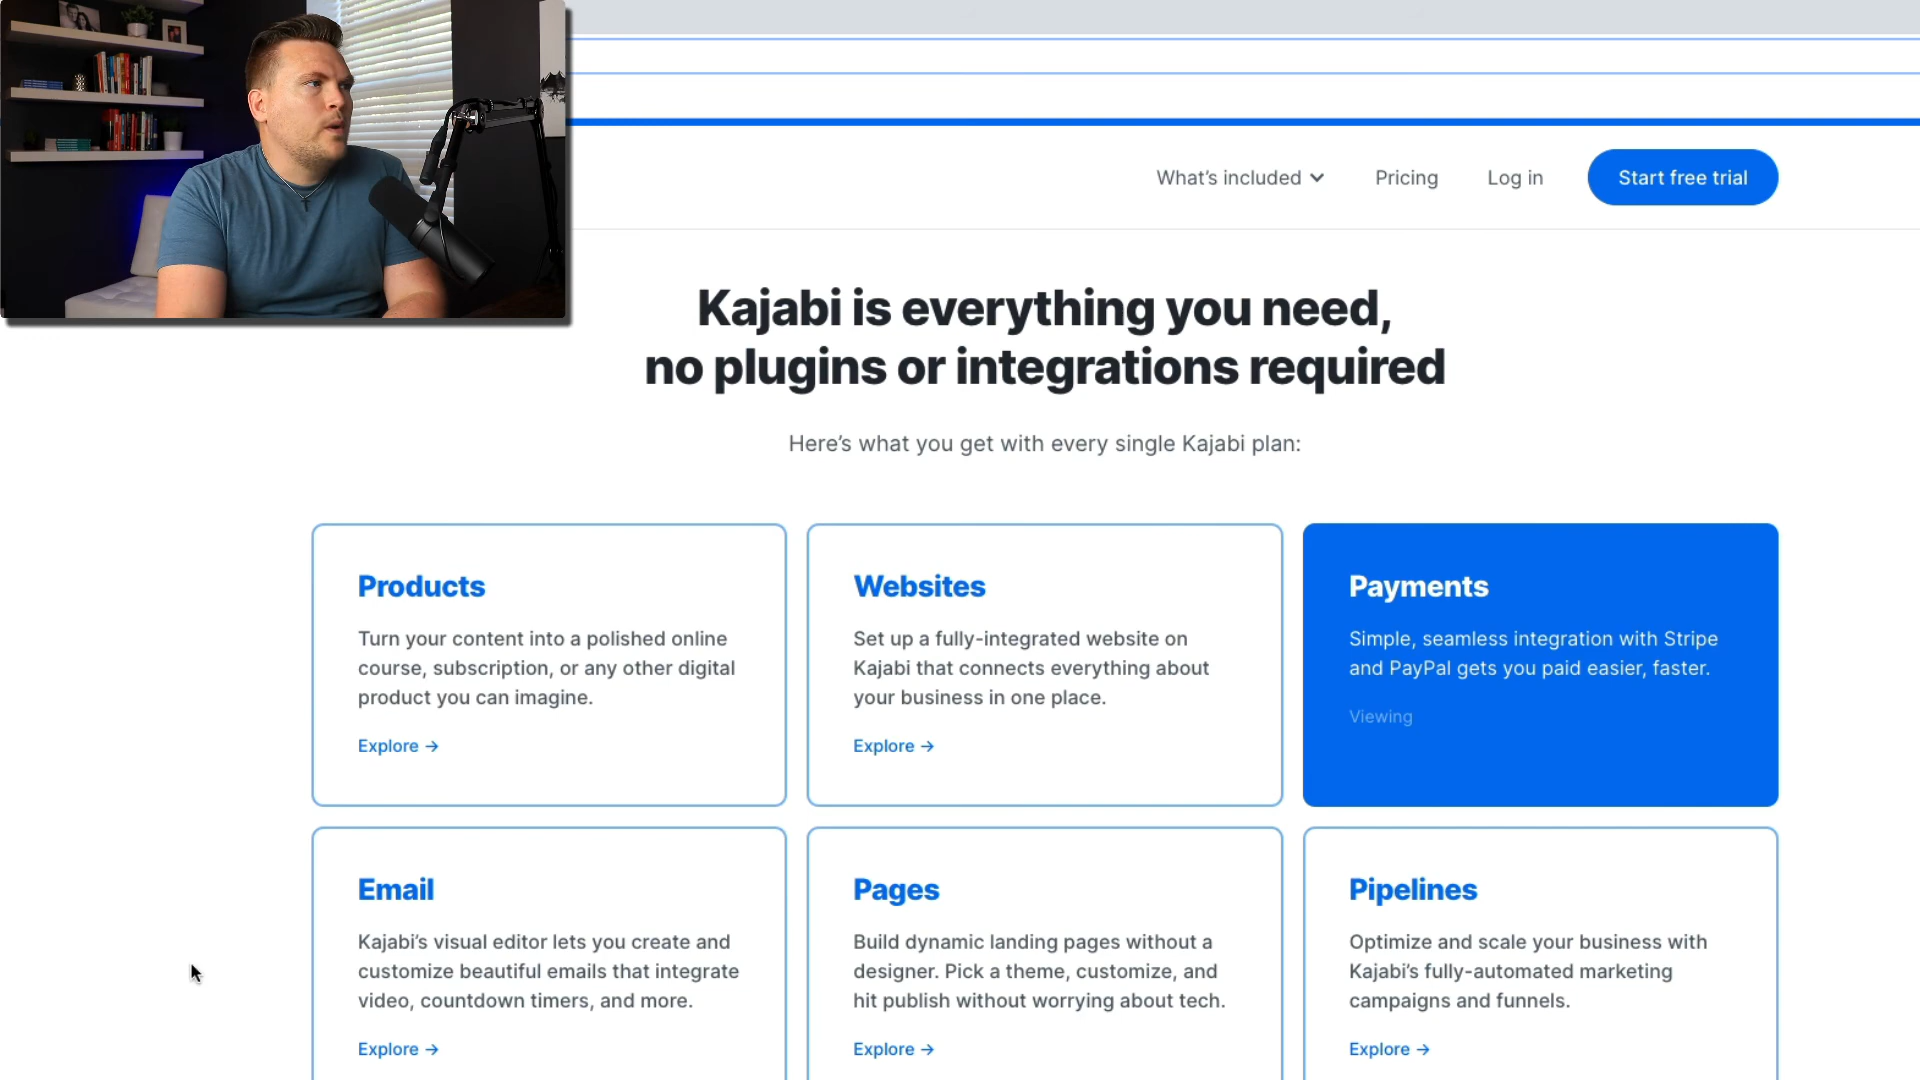 What's included
Pricing
Log in
Start free trial
Kajabi is everything you need,
no plugins or integrations required
Here's what you get with every single Kajabi plan:
Products
Turn your content into a polished online
course, subscription, or any other digital
product you can imagine.
Explore →
Websites
Set up a fully-integrated website on
Kajabi that connects everything about
your business in one place.
Explore →
Payments
Simple, seamless integration with Stripe
and PayPal gets you paid easier, faster.
Viewing
Email
Kajabi's visual editor lets you create and
customize beautiful emails that integrate
video, countdown timers, and more.
Explore →
Pages
Build dynamic landing pages without a
designer. Pick a theme, customize, and
hit publish without worrying about tech.
Explore →
Pipelines
Optimize and scale your business with
Kajabi's fully-automated marketing
campaigns and funnels.
Explore →